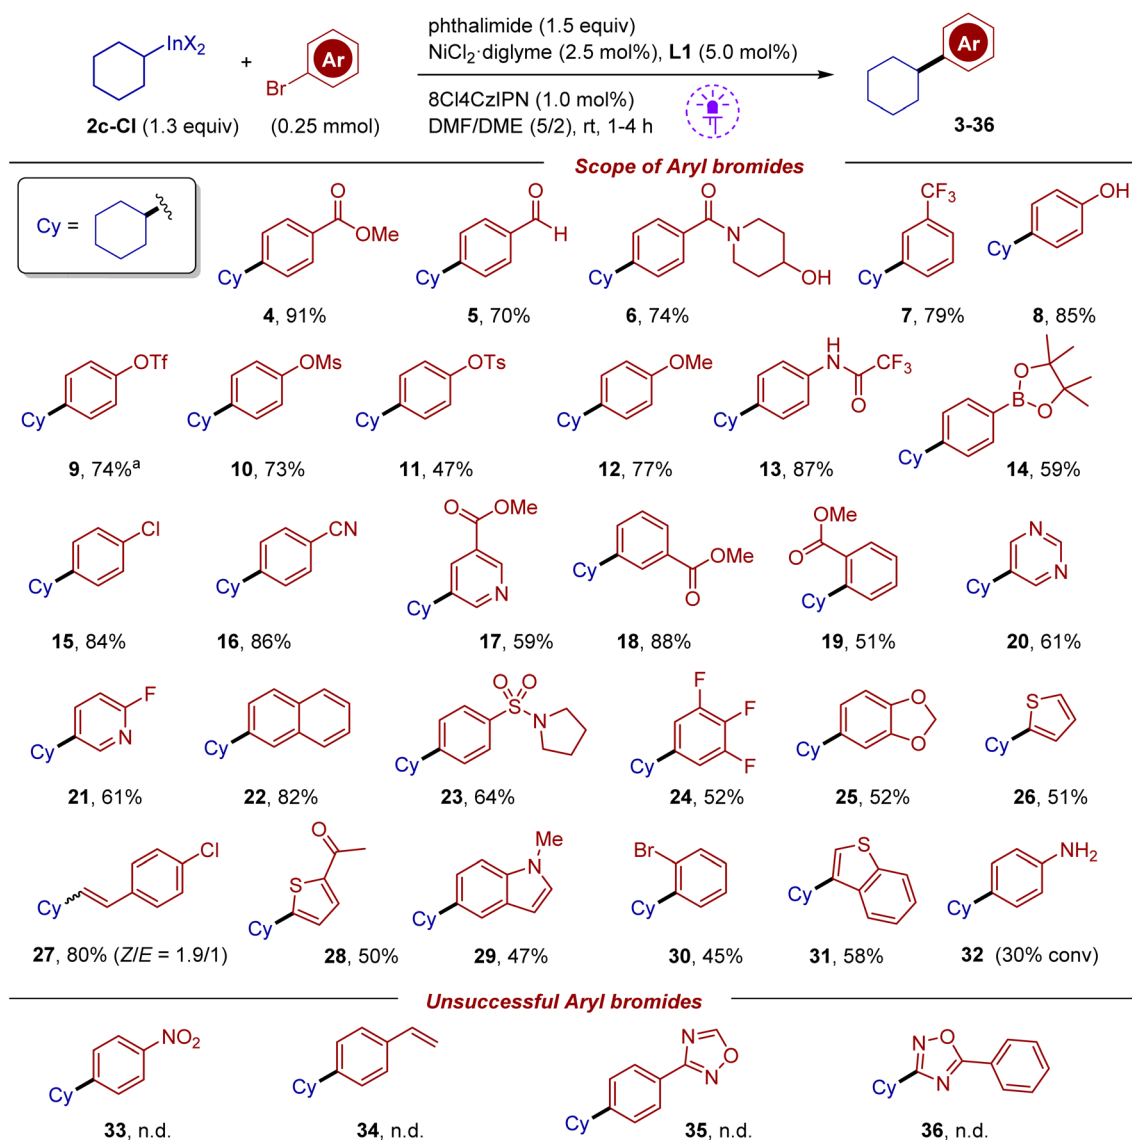 InX2
+
Br
Ar
phthalimide (1.5 equiv)
NiCl2·diglyme (2.5 mol%), L1 (5.0 mol%)
8Cl4CzIPN (1.0 mol%)
DMF/DME (5/2), rt, 1-4 h
Ar
2c-Cl (1.3 equiv)
(0.25 mmol)
3-36
Scope of Aryl bromides
Cy =
O
OMe
Cy
4, 91%
O
H
Cy
5, 70%
O
N
OH
Cy
6, 74%
CF3
Cy
7, 79%
OH
Cy
8, 85%
OTf
Cy
9, 74%a
OMs
Cy
10, 73%
OTs
Cy
11, 47%
OMe
Cy
12, 77%
H
N
CF3
O
Cy
13, 87%
O
B
O
Cy
14, 59%
Cl
Cy
15, 84%
CN
Cy
16, 86%
O
OMe
N
Cy
17, 59%
Cy
OMe
O
18, 88%
OMe
O
Cy
19, 51%
N
N
Cy
20, 61%
F
N
Cy
21, 61%
Cy
22, 82%
O O
S
N
Cy
23, 64%
F
F
F
Cy
24, 52%
O
O
Cy
25, 52%
S
Cy
26, 51%
Cl
Cy
27, 80% (Z/E = 1.9/1)
O
S
Cy
28, 50%
Me
N
Cy
29, 47%
Br
Cy
30, 45%
S
Cy
31, 58%
NH2
Cy
32 (30% conv)
Unsuccessful Aryl bromides
NO2
Cy
33, n.d.
Cy
34, n.d.
N
O
N
Cy
35, n.d.
N
O
N
Cy
36, n.d.